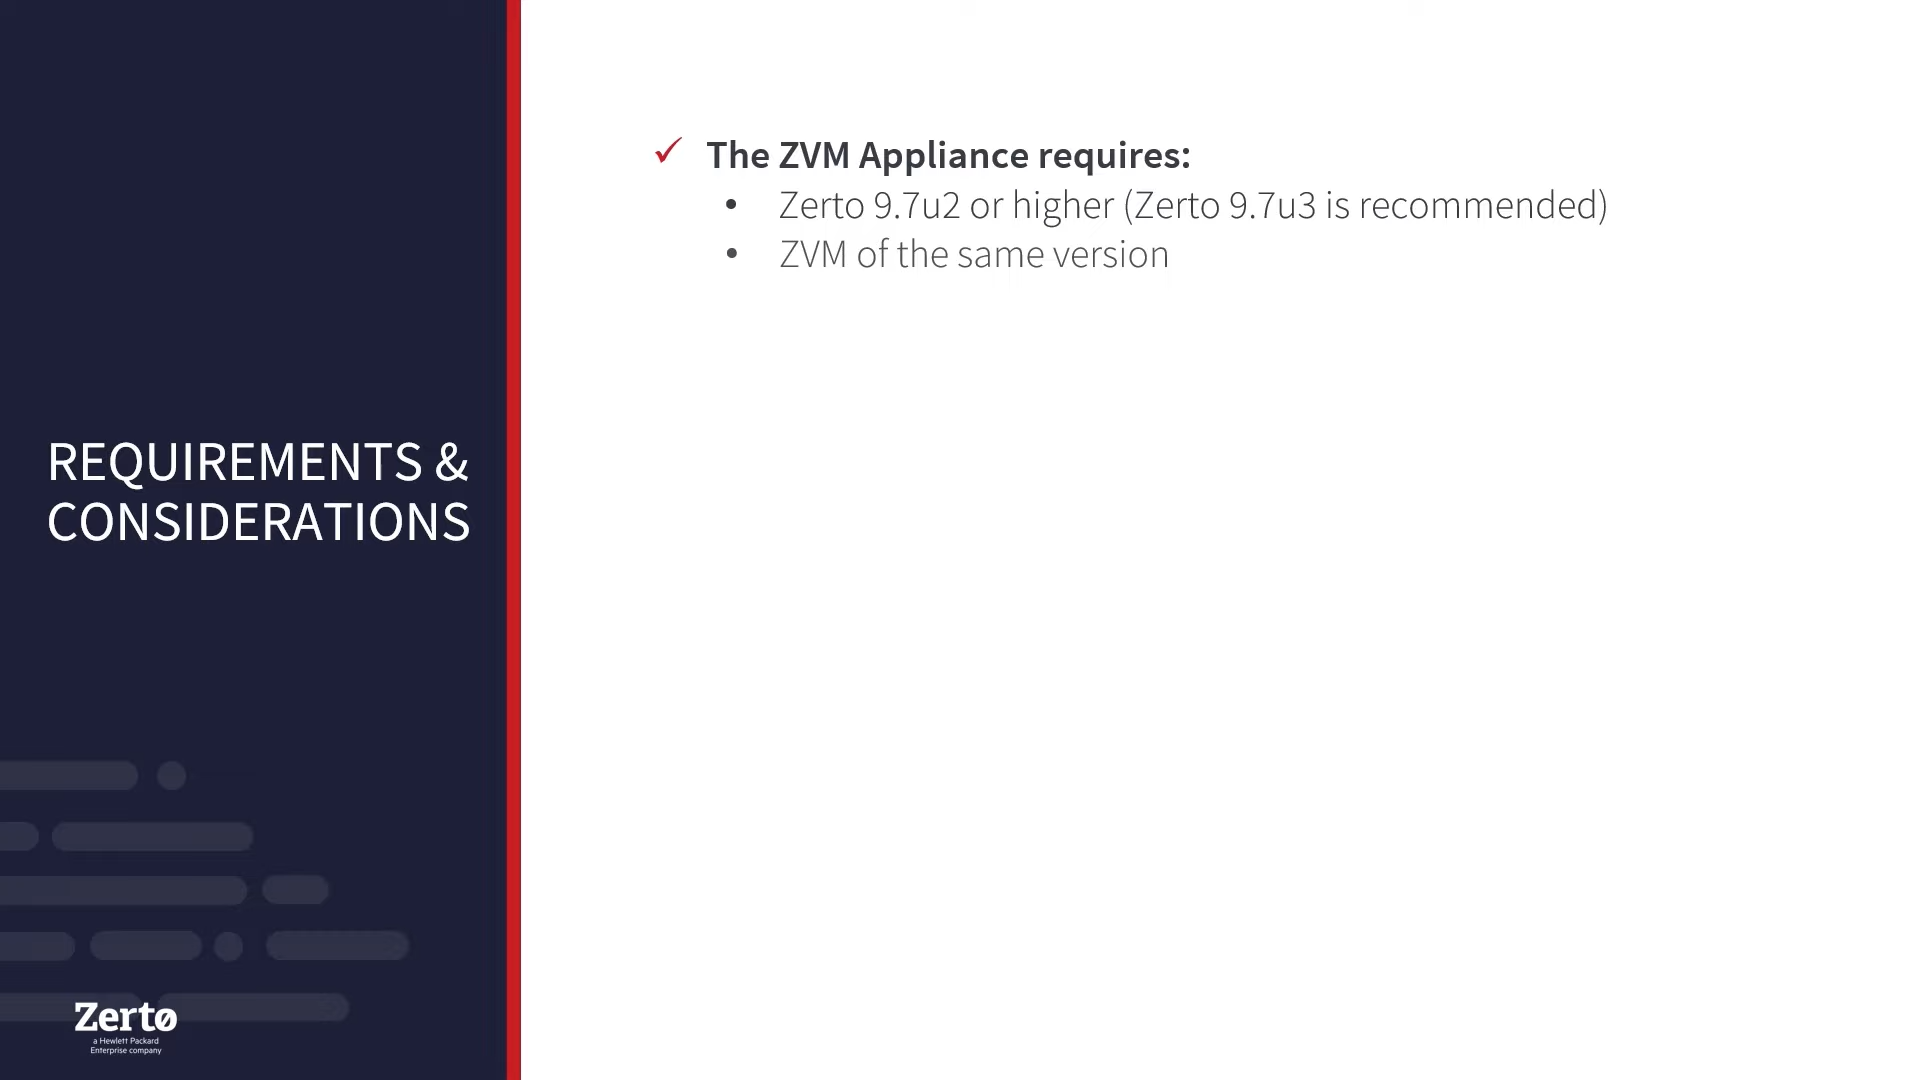 REQUIREMENTS &
CONSIDERATIONS
✓ The ZVM Appliance requires:
• Zerto 9.7u2 or higher (Zerto 9.7u3 is recommended)
• ZVM of the same version
Zerto
a Hewlett Packard
Enterprise company